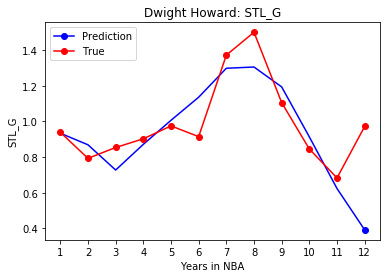 Dwight Howard: STL_G
Prediction
True
STL_G
1.4
1.2
1.0
0.8
0.6
0.4
1 2 3 4 5 6 7 8 9 10 11 12
Years in NBA